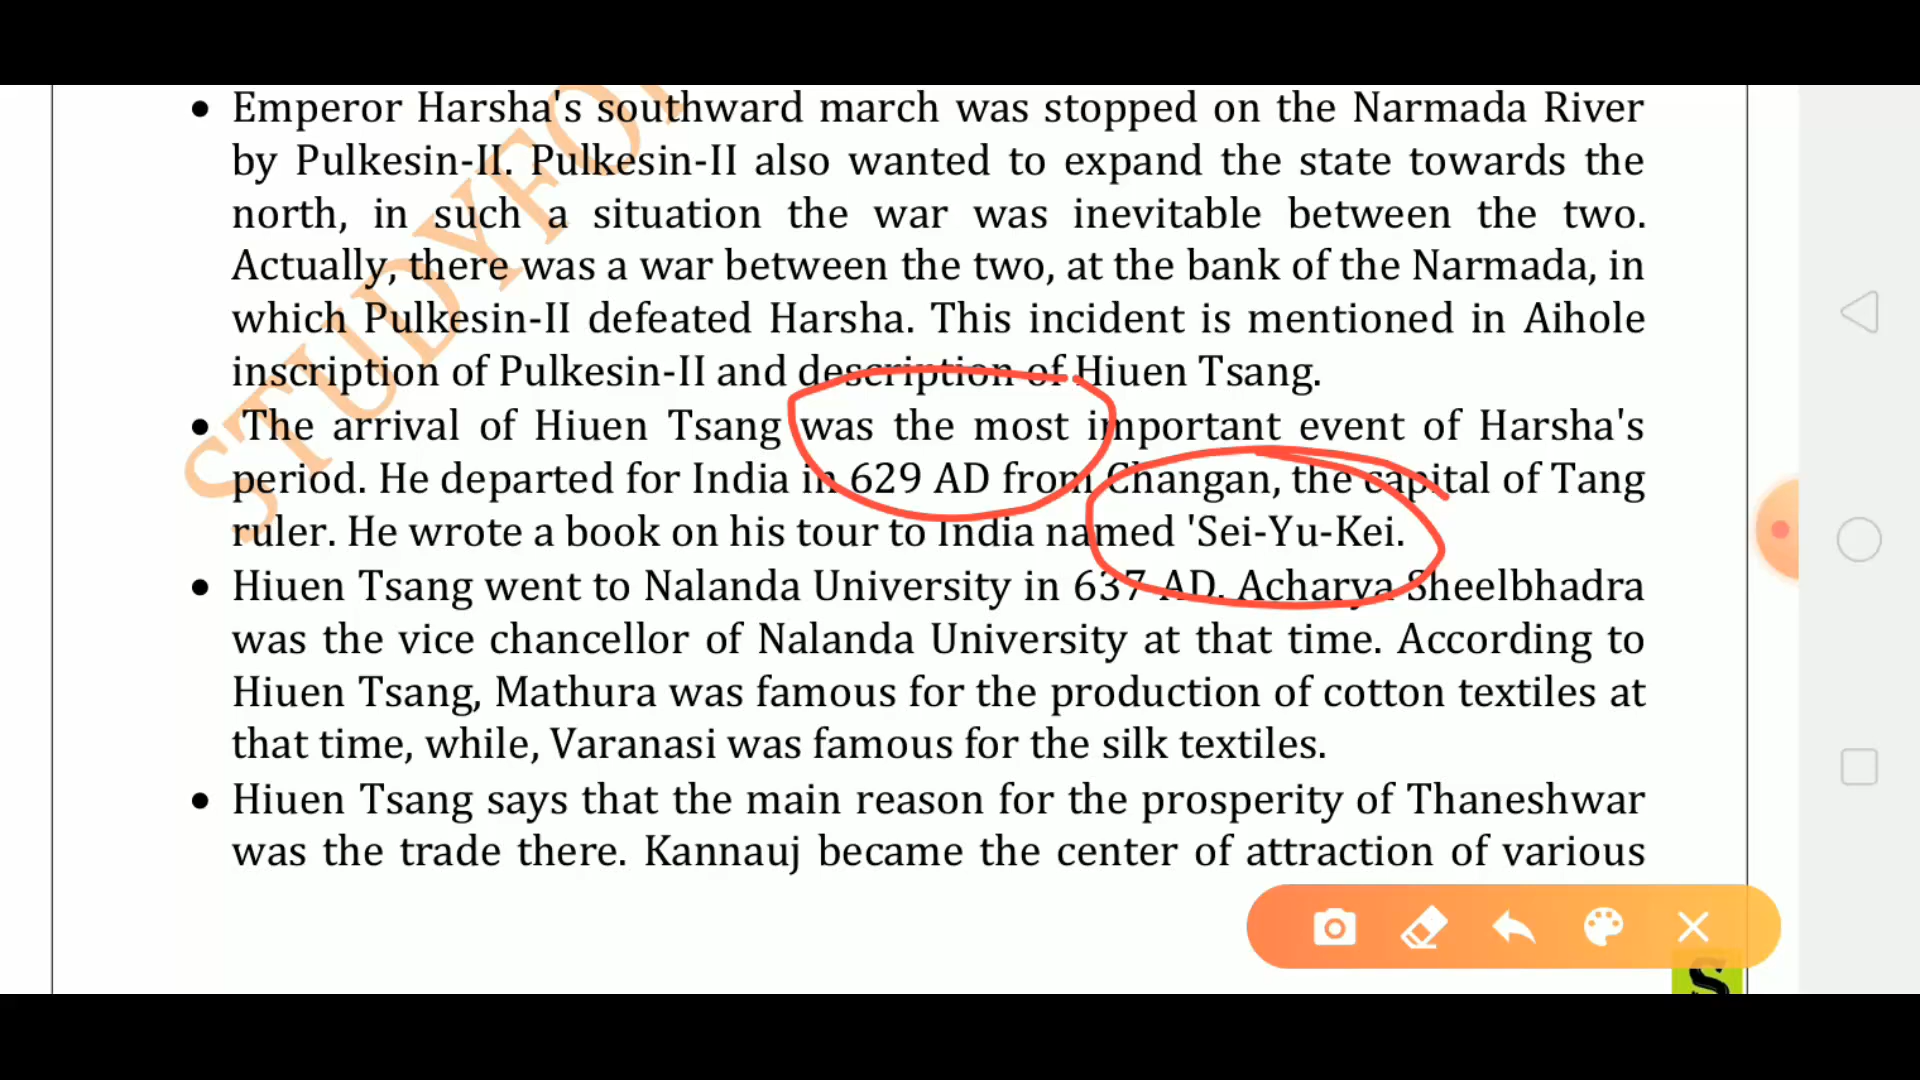 Emperor Harsha's southward march was stopped on the Narmada River
by Pulkesin-II. Pulkesin-II also wanted to expand the state towards the
north, in such a situation the war was inevitable between the two.
Actually, there was a war between the two, at the bank of the Narmada, in
which Pulkesin-II defeated Harsha. This incident is mentioned in Aihole
inscription of Pulkesin-II and description of Hiuen Tsang.
The arrival of Hiuen Tsang was the most important event of Harsha's
period. He departed for India in 629 AD from Changan, the capital of Tang
ruler. He wrote a book on his tour to India named 'Sei-Yu-Kei.
Hiuen Tsang went to Nalanda University in 637 AD. Acharya Sheelbhadra
was the vice chancellor of Nalanda University at that time. According to
Hiuen Tsang, Mathura was famous for the production of cotton textiles at
that time, while, Varanasi was famous for the silk textiles.
Hiuen Tsang says that the main reason for the prosperity of Thaneshwar
was the trade there. Kannauj became the center of attraction of various
STUDYFO
S